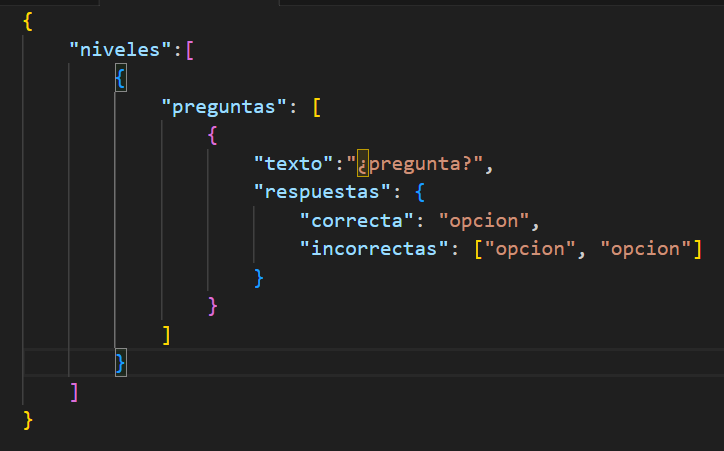 {
"niveles":[
{
"preguntas": [
{
"texto":"¿pregunta?",
"respuestas": {
"correcta": "opcion",
"incorrectas": ["opcion", "opcion"]
}
}
]
}
]
}